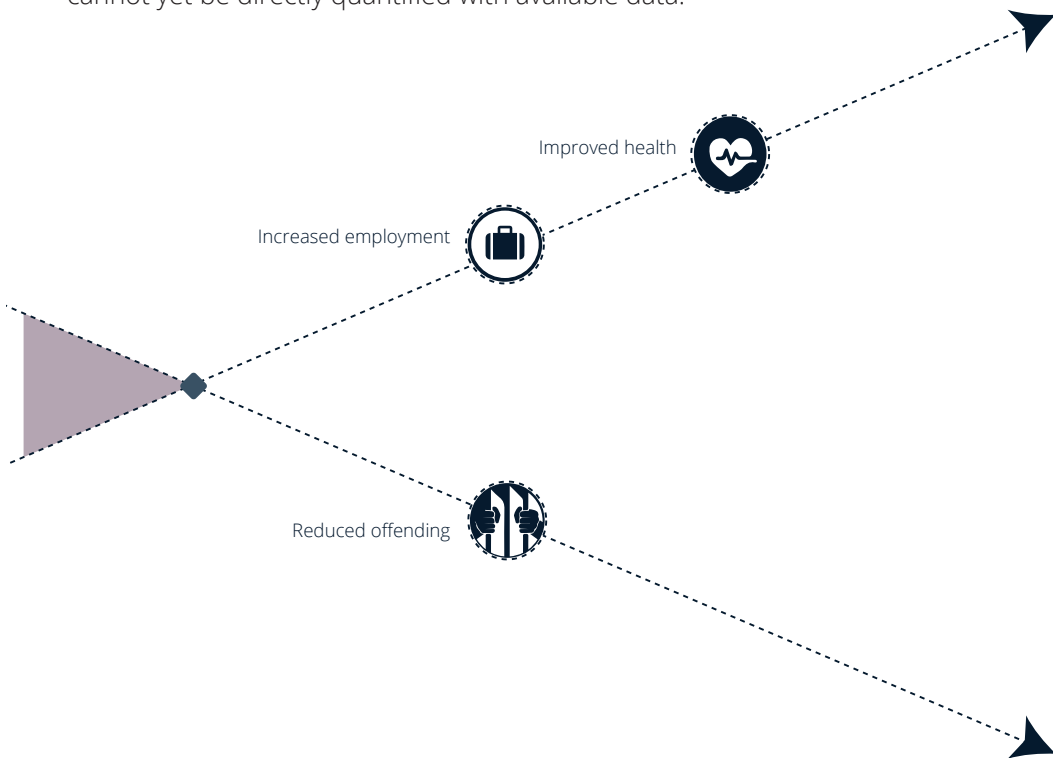 cannot yet be directly quantified with available data.
Improved health
Increased employment
Reduced offending